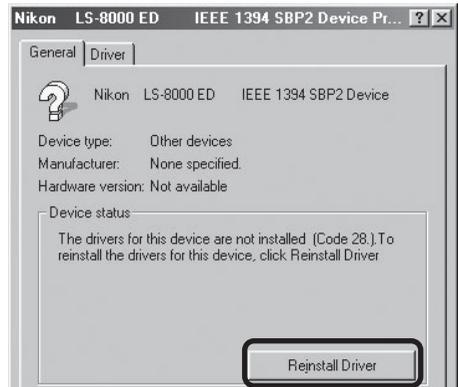 Nikon LS-8000 ED IEEE 1394 SBP2 Device Pr... ? ×
General Driver
Nikon LS-8000 ED IEEE 1394 SBP2 Device
Device type: Other devices
Manufacturer: None specified.
Hardware version: Not available
Device status
The drivers for this device are not installed (Code 28.).To
reinstall the drivers for this device, click Reinstall Driver
Reinstall Driver